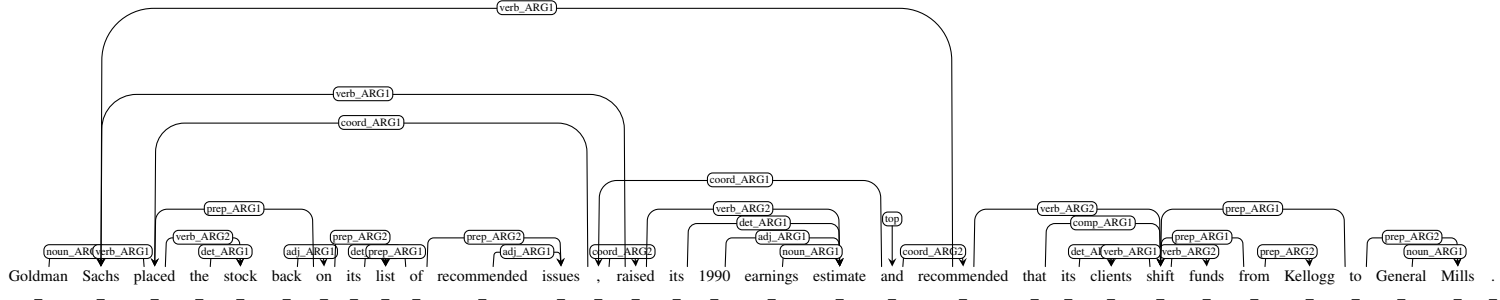 verb_ARG1
verb_ARG1
coord_ARG1
coord_ARG1
prep_ARG1 verb_ARG2 verb_ARG2 prep_ARG1
top
det_ARG1 comp_ARG1
verb_ARG2 prep_ARG2 prep_ARG2 adj_ARG1 prep_ARG1 prep_ARG2
verb_ARG1 det_ARG1 adj_ARG1 prep_ARG1 adj_ARG1 coord_ARG2 noun_ARG1 coord_ARG2 verb_ARG1 verb_ARG2 prep_ARG2 noun_ARG1
Goldman Sachs placed the stock back on its list of recommended issues , raised its 1990 earnings estimate and recommended that its clients shift funds from Kellogg to General Mills .
_ _ _ _ _ _ _ _ _ _ _ _ _ _ _ _ _ _ _ _ _ _ _ _ _ _ _ _ _ _ _